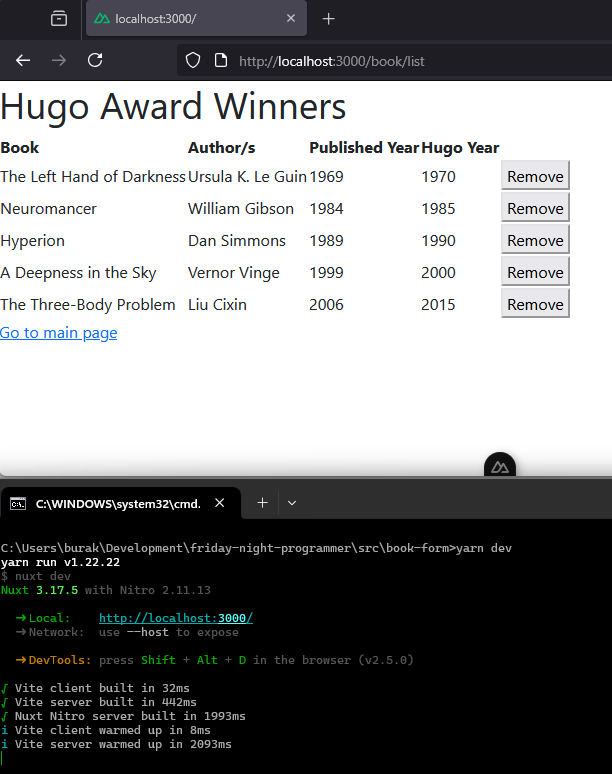 localhost:3000/
http://localhost:3000/book/list
Hugo Award Winners
Book Author/s Published Year Hugo Year
The Left Hand of Darkness Ursula K. Le Guin 1969 1970 Remove
Neuromancer William Gibson 1984 1985 Remove
Hyperion Dan Simmons 1989 1990 Remove
A Deepness in the Sky Vernor Vinge 1999 2000 Remove
The Three-Body Problem Liu Cixin 2006 2015 Remove
Go to main page
C:\WINDOWS\system32\cmd.
C:\Users\burak\Development\friday-night-programmer\src\book-form>yarn dev
yarn run v1.22.22
$ nuxt dev
Nuxt 3.17.5 with Nitro 2.11.13
➜ Local: http://localhost:3000/
➜ Network: use --host to expose
➜ DevTools: press Shift + Alt + D in the browser (v2.5.0)
√ Vite client built in 32ms
√ Vite server built in 442ms
√ Nuxt Nitro server built in 1993ms
i Vite client warmed up in 8ms
i Vite server warmed up in 2093ms